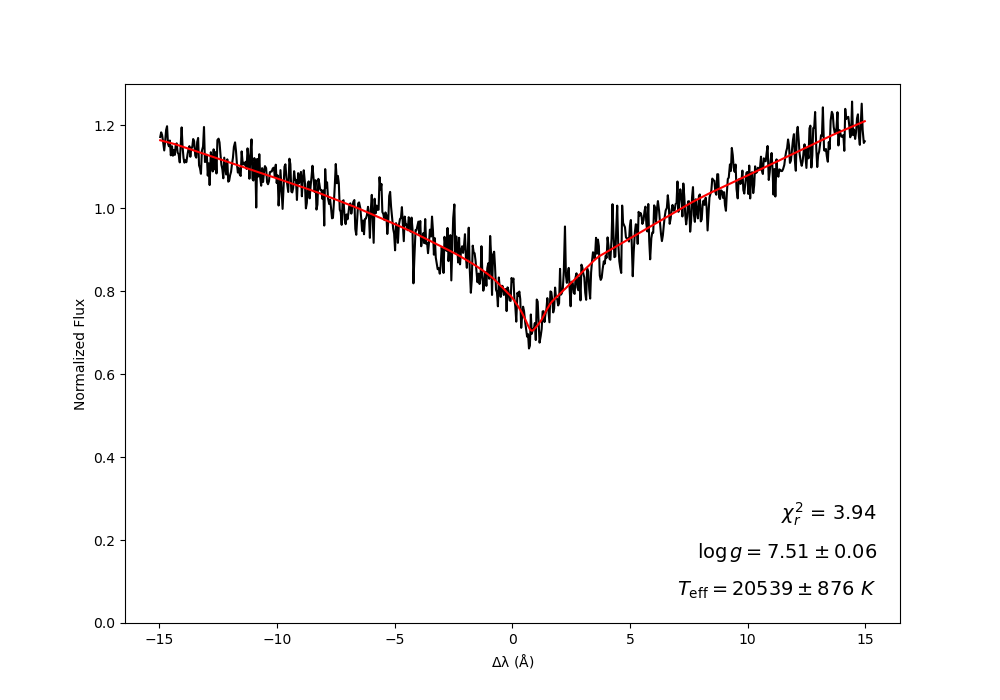 1.2
1.0
0.8
0.6
0.4
0.2
0.0
Normalized Flux
χ²ᵣ = 3.94
log g = 7.51 ± 0.06
T_eff = 20539 ± 876 K
−15 −10 −5 0 5 10 15
Δλ (Å)